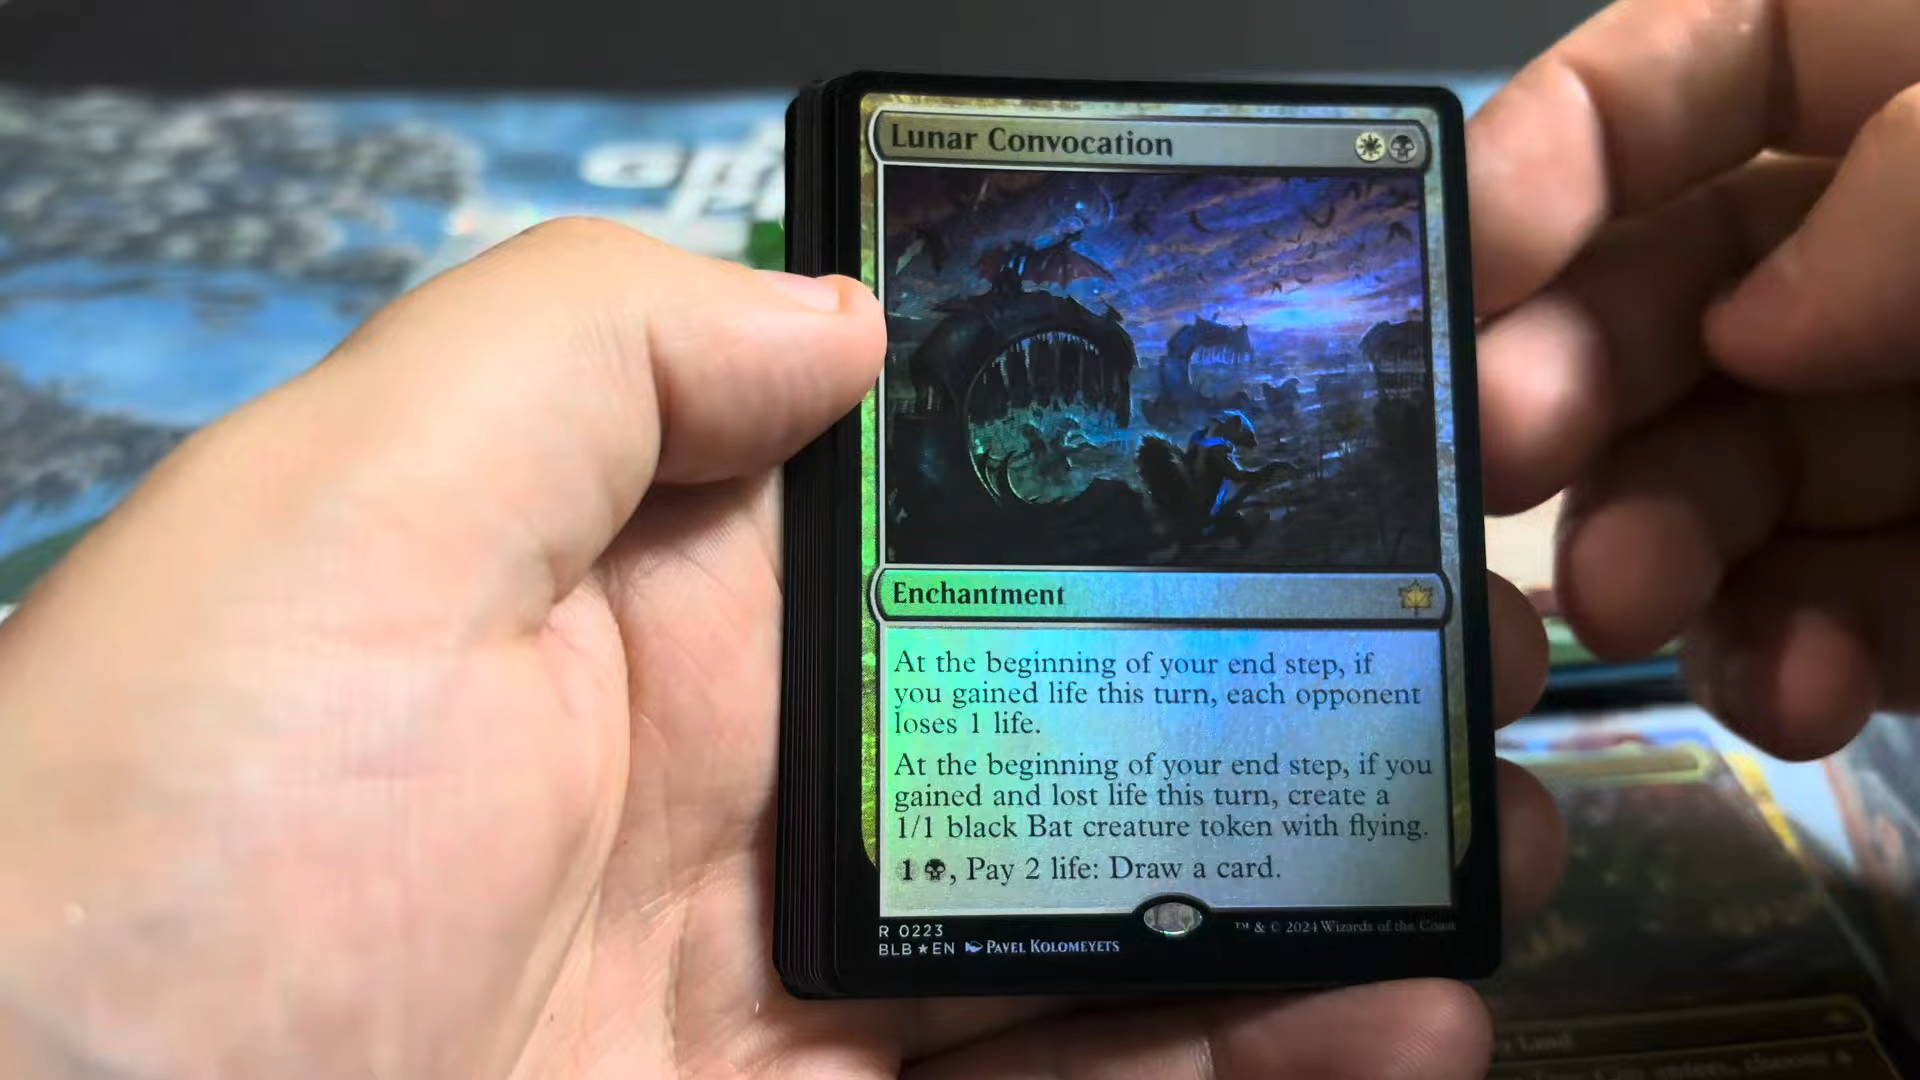 Lunar Convocation
Enchantment
At the beginning of your end step, if
you gained life this turn, each opponent
loses 1 life.
At the beginning of your end step, if you
gained and lost life this turn, create a
1/1 black Bat creature token with flying.
1, Pay 2 life: Draw a card.
R 0223
BLB★EN PAVEL KOLOMEYETS
™ & © 2024 Wizards of the Coast
Land
enters, choose a